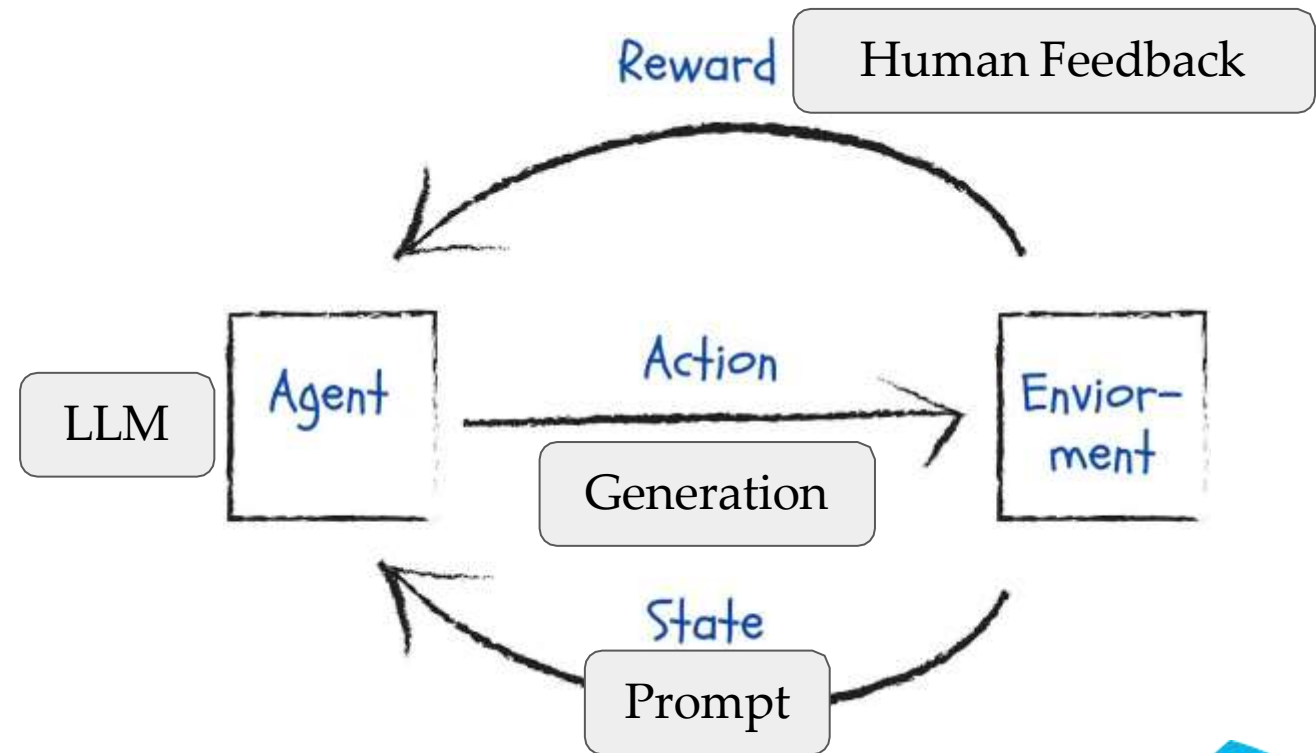 Reward
Human Feedback
Action
Agent
LLM
Envior-
ment
Generation
State
Prompt